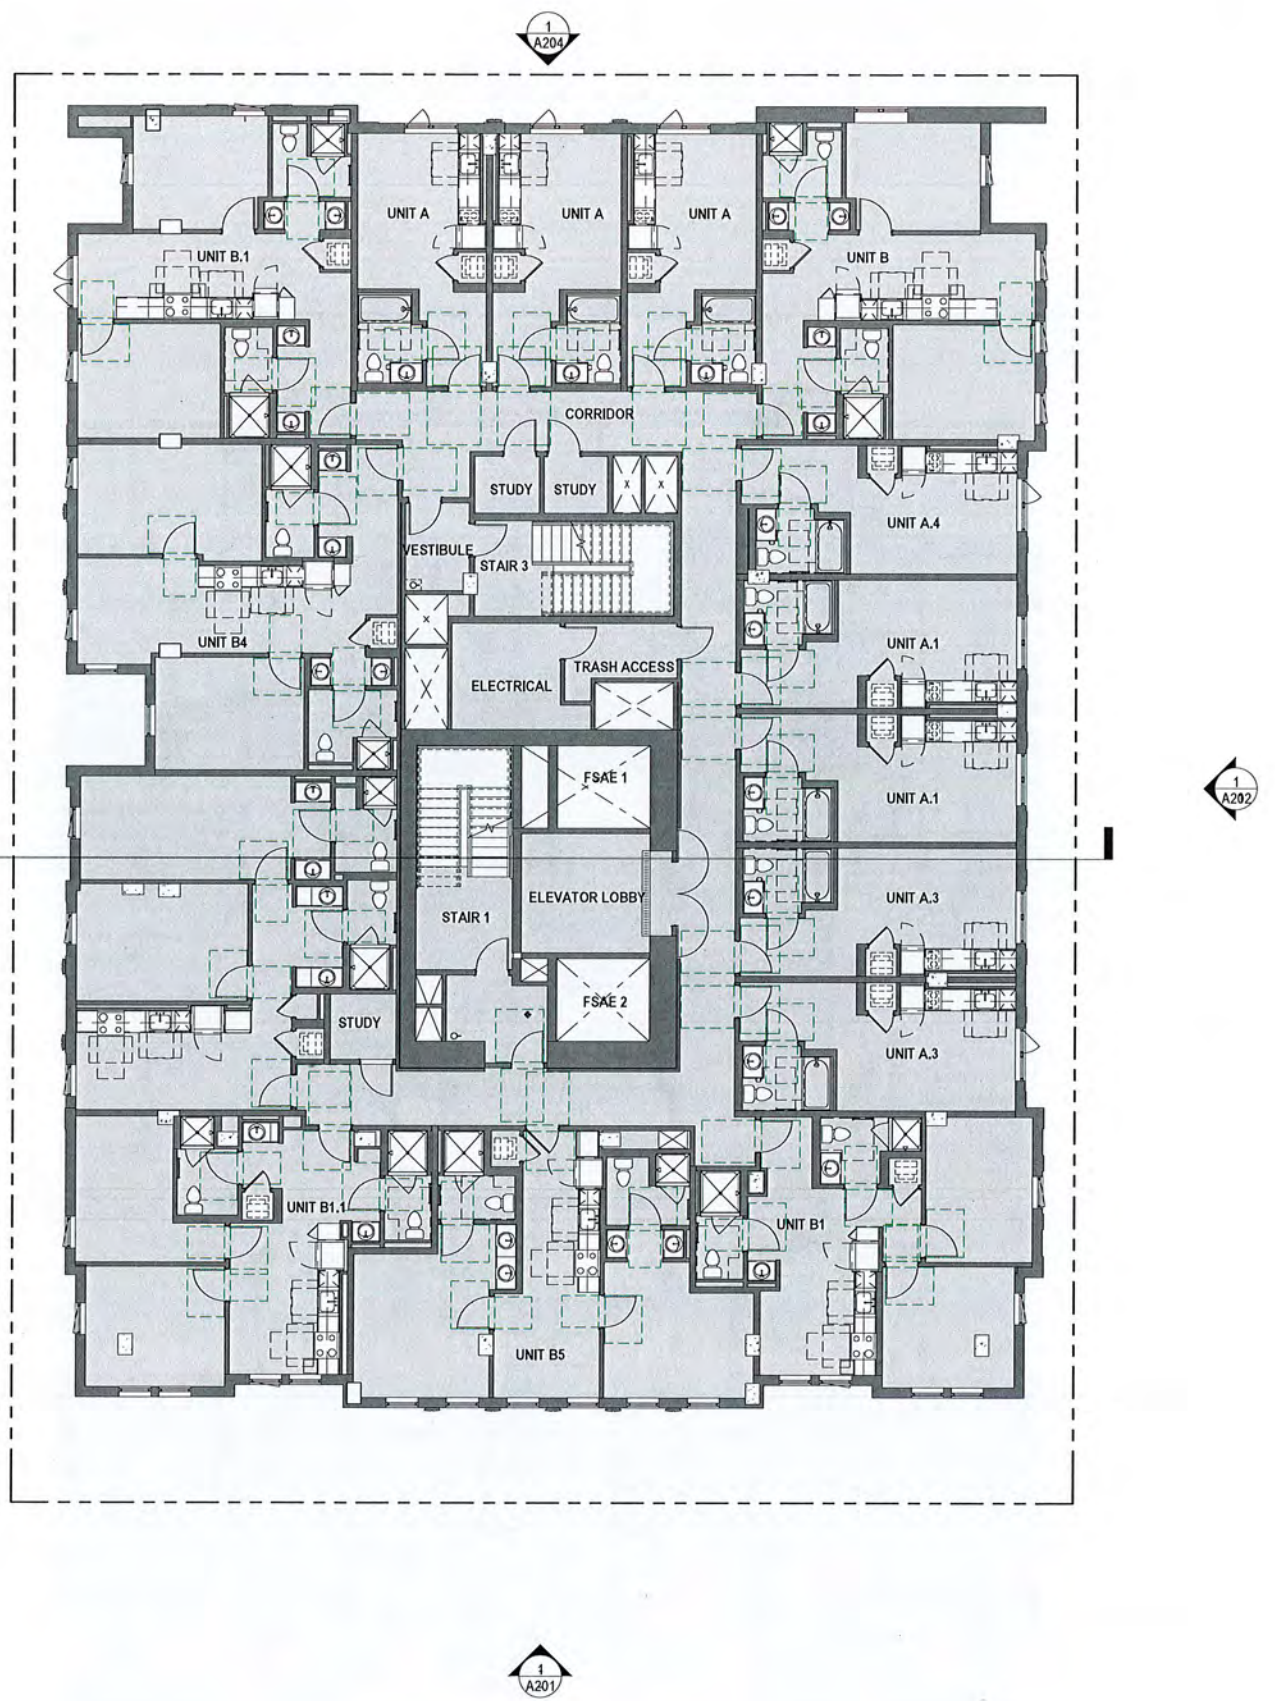 1
A204
UNIT A
UNIT A
UNIT A
UNIT B.1
UNIT B
CORRIDOR
STUDY
STUDY
X
X
UNIT A.4
VESTIBULE
STAIR 3
X
UNIT B4
UNIT A.1
TRASH ACCESS
ELECTRICAL
FSAE 1
1
A202
UNIT A.1
ELEVATOR LOBBY
UNIT A.3
STAIR 1
FSAE 2
STUDY
UNIT A.3
UNIT B1.1
UNIT B1
UNIT B5
1
A201